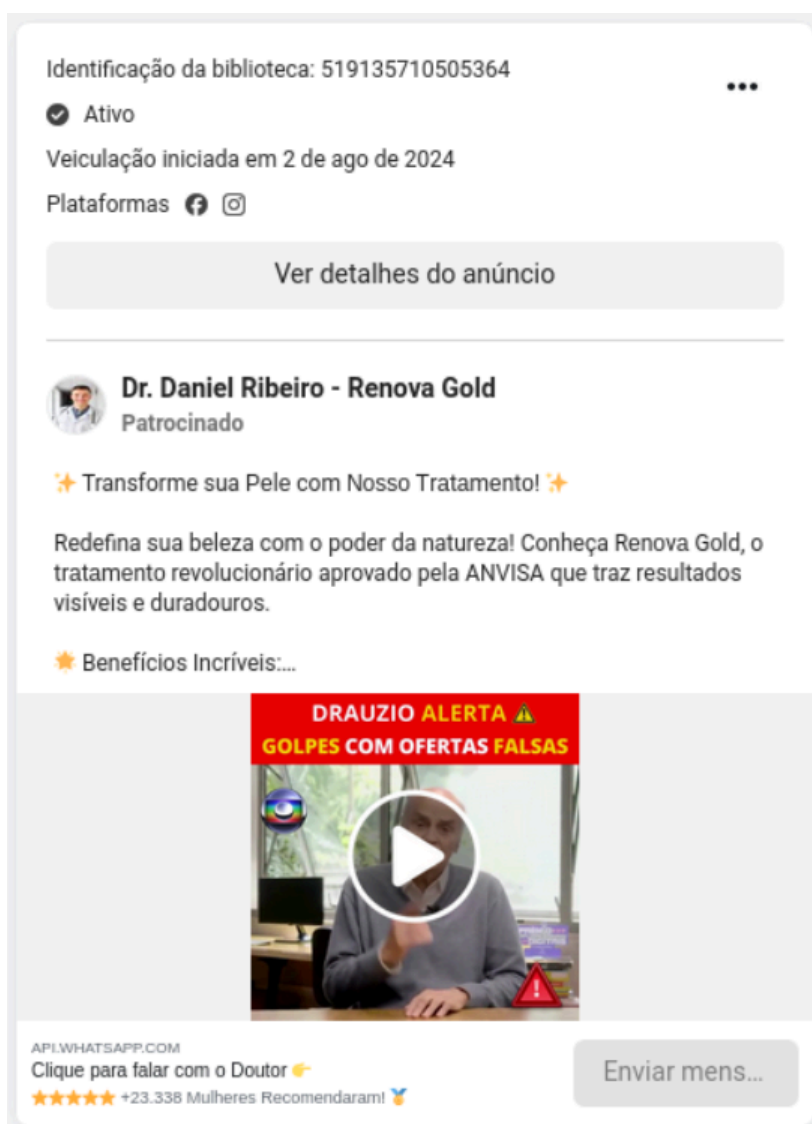 Identificação da biblioteca: 519135710505364
Ativo
Veiculação iniciada em 2 de ago de 2024
Plataformas
Ver detalhes do anúncio
Dr. Daniel Ribeiro - Renova Gold
Patrocinado
✨ Transforme sua Pele com Nosso Tratamento! ✨
Redefina sua beleza com o poder da natureza! Conheça Renova Gold, o
tratamento revolucionário aprovado pela ANVISA que traz resultados
visíveis e duradouros.
🌟 Benefícios Incríveis:...
DRAUZIO ALERTA ⚠
GOLPES COM OFERTAS FALSAS
API.WHATSAPP.COM
Clique para falar com o Doutor 👉
⭐⭐⭐⭐⭐ +23.338 Mulheres Recomendaram! 🏅
Enviar mens...